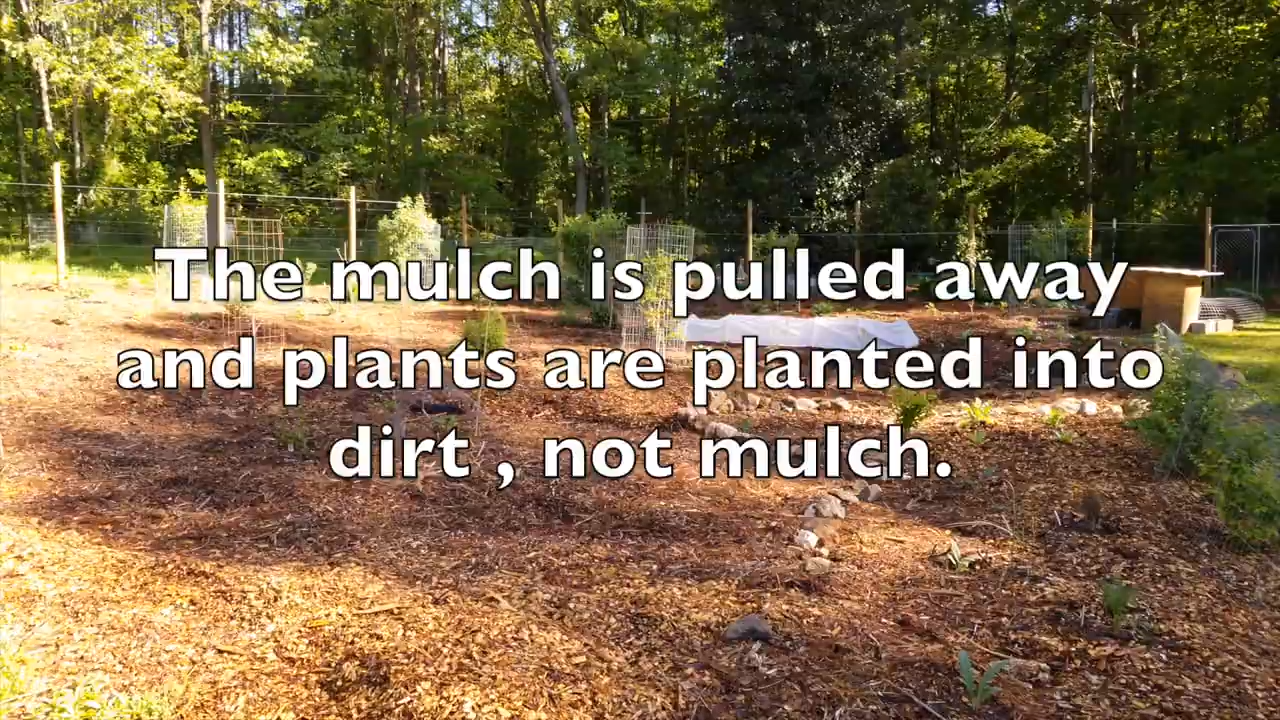 The mulch is pulled away
and plants are planted into
dirt , not mulch.